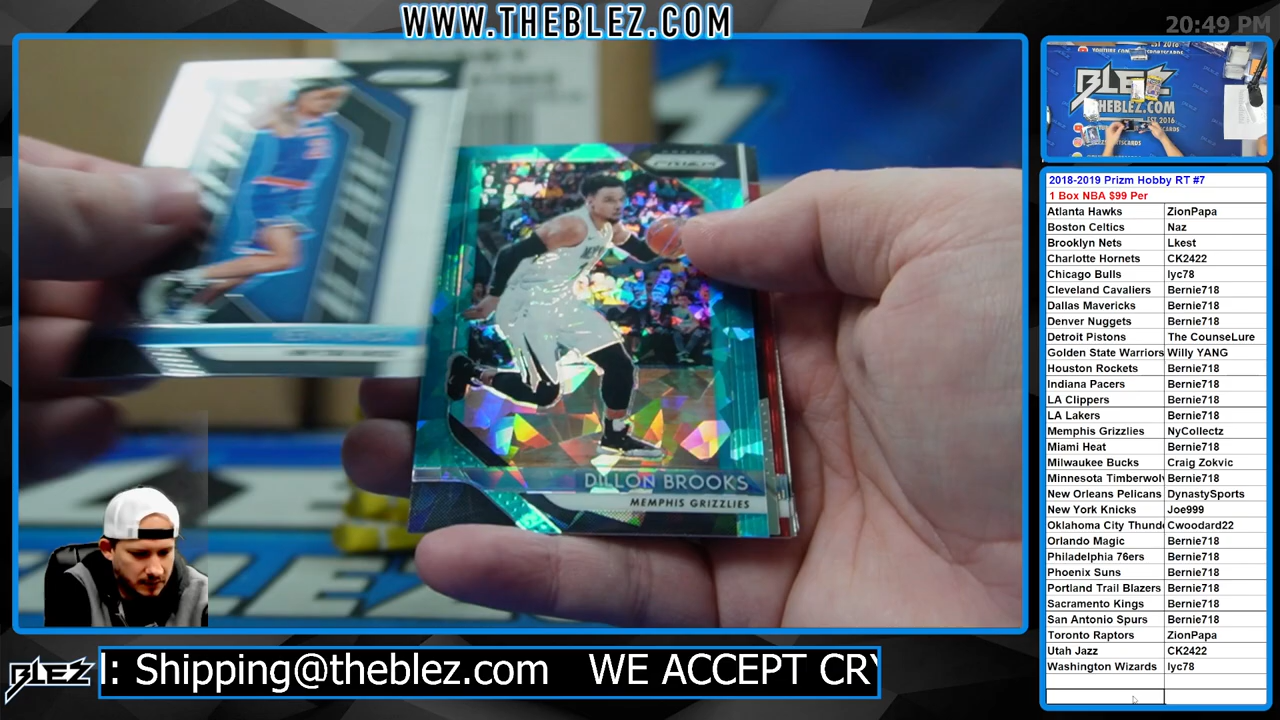 WWW.THEBLEZ.COM
20:49 PM
PRIZM
DILLON BROOKS
MEMPHIS GRIZZLIES
BLEZ
THEBLEZ.COM
EST 2016
2018-2019 Prizm Hobby RT #7
1 Box NBA $99 Per
Atlanta Hawks ZionPapa
Boston Celtics Naz
Brooklyn Nets Lkest
Charlotte Hornets CK2422
Chicago Bulls lyc78
Cleveland Cavaliers Bernie718
Dallas Mavericks Bernie718
Denver Nuggets Bernie718
Detroit Pistons The CounseLure
Golden State Warriors Willy YANG
Houston Rockets Bernie718
Indiana Pacers Bernie718
LA Clippers Bernie718
LA Lakers Bernie718
Memphis Grizzlies NyCollectz
Miami Heat Bernie718
Milwaukee Bucks Craig Zokvic
Minnesota Timberwolv Bernie718
New Orleans Pelicans DynastySports
New York Knicks Joe999
Oklahoma City Thunde Cwoodard22
Orlando Magic Bernie718
Philadelphia 76ers Bernie718
Phoenix Suns Bernie718
Portland Trail Blazers Bernie718
Sacramento Kings Bernie718
San Antonio Spurs Bernie718
Toronto Raptors ZionPapa
Utah Jazz CK2422
Washington Wizards lyc78
BLEZ
l: Shipping@theblez.com WE ACCEPT CRY